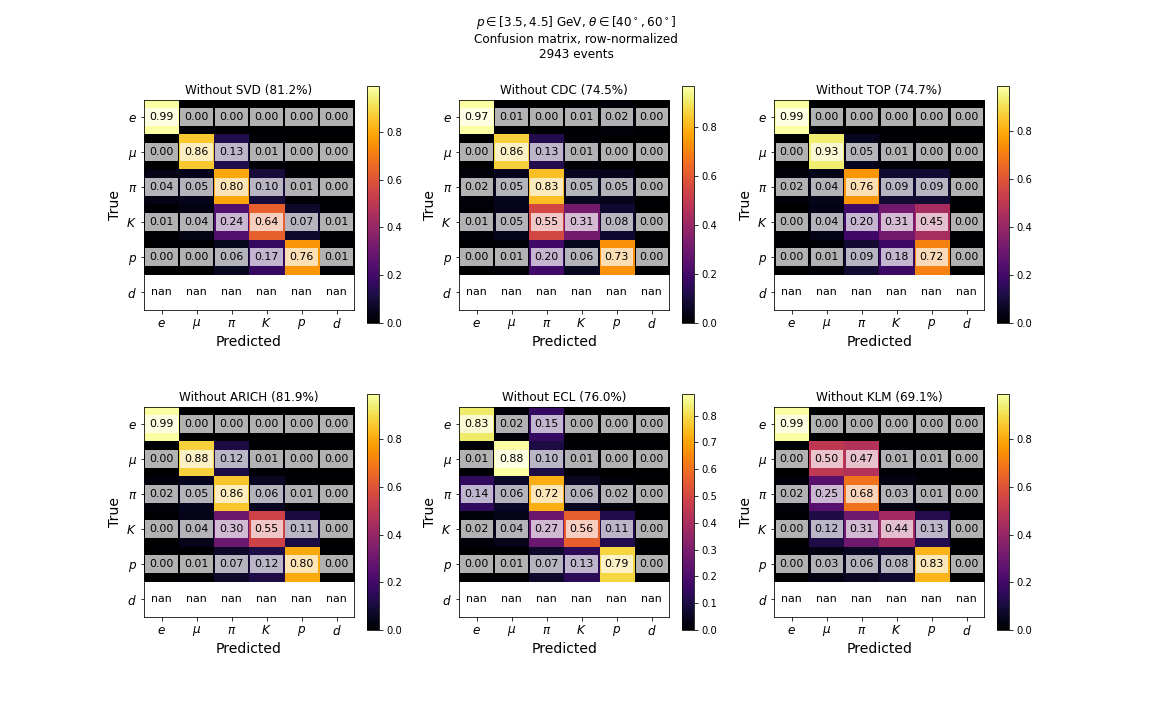 p ∈ [3.5, 4.5] GeV, θ ∈ [40°, 60°]
Confusion matrix, row-normalized
2943 events
Without SVD (81.2%)
True
e 0.99 0.00 0.00 0.00 0.00 0.00
μ 0.00 0.86 0.13 0.01 0.00 0.00
π 0.04 0.05 0.80 0.10 0.01 0.00
K 0.01 0.04 0.24 0.64 0.07 0.01
p 0.00 0.00 0.06 0.17 0.76 0.01
d nan nan nan nan nan nan
e μ π K p d
Predicted
0.8
0.6
0.4
0.2
0.0
Without CDC (74.5%)
True
e 0.97 0.01 0.00 0.01 0.02 0.00
μ 0.00 0.86 0.13 0.01 0.00 0.00
π 0.02 0.05 0.83 0.05 0.05 0.00
K 0.01 0.05 0.55 0.31 0.08 0.00
p 0.00 0.01 0.20 0.06 0.73 0.00
d nan nan nan nan nan nan
e μ π K p d
Predicted
0.8
0.6
0.4
0.2
0.0
Without TOP (74.7%)
True
e 0.99 0.00 0.00 0.00 0.00 0.00
μ 0.00 0.93 0.05 0.01 0.00 0.00
π 0.02 0.04 0.76 0.09 0.09 0.00
K 0.00 0.04 0.20 0.31 0.45 0.00
p 0.00 0.01 0.09 0.18 0.72 0.00
d nan nan nan nan nan nan
e μ π K p d
Predicted
0.8
0.6
0.4
0.2
0.0
Without ARICH (81.9%)
True
e 0.99 0.00 0.00 0.00 0.00 0.00
μ 0.00 0.88 0.12 0.01 0.00 0.00
π 0.02 0.05 0.86 0.06 0.01 0.00
K 0.00 0.04 0.30 0.55 0.11 0.00
p 0.00 0.01 0.07 0.12 0.80 0.00
d nan nan nan nan nan nan
e μ π K p d
Predicted
0.8
0.6
0.4
0.2
0.0
Without ECL (76.0%)
True
e 0.83 0.02 0.15 0.00 0.00 0.00
μ 0.01 0.88 0.10 0.01 0.00 0.00
π 0.14 0.06 0.72 0.06 0.02 0.00
K 0.02 0.04 0.27 0.56 0.11 0.00
p 0.00 0.01 0.07 0.13 0.79 0.00
d nan nan nan nan nan nan
e μ π K p d
Predicted
0.8
0.7
0.6
0.5
0.4
0.3
0.2
0.1
0.0
Without KLM (69.1%)
True
e 0.99 0.00 0.00 0.00 0.00 0.00
μ 0.00 0.50 0.47 0.01 0.01 0.00
π 0.02 0.25 0.68 0.03 0.01 0.00
K 0.00 0.12 0.31 0.44 0.13 0.00
p 0.00 0.03 0.06 0.08 0.83 0.00
d nan nan nan nan nan nan
e μ π K p d
Predicted
0.8
0.6
0.4
0.2
0.0